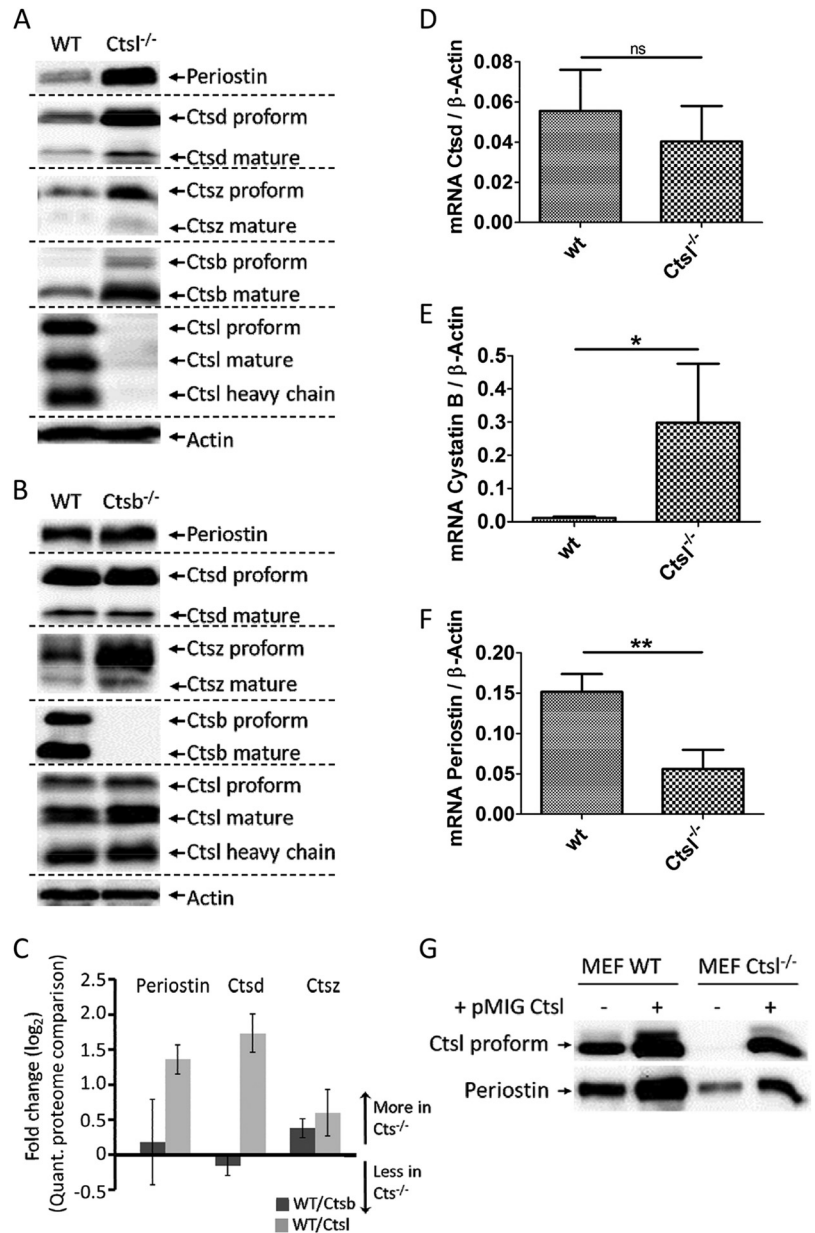 A
WT Ctsl-/-
Periostin
Ctsd proform
Ctsd mature
Ctsz proform
Ctsz mature
Ctsb proform
Ctsb mature
Ctsl proform
Ctsl mature
Ctsl heavy chain
Actin
B
WT Ctsb-/-
Periostin
Ctsd proform
Ctsd mature
Ctsz proform
Ctsz mature
Ctsb proform
Ctsb mature
Ctsl proform
Ctsl mature
Ctsl heavy chain
Actin
C
Fold change (log2)
(Quant. proteome comparison)
2.5
2.0
1.5
1.0
0.5
0
-0.5
Periostin Ctsd Ctsz
More in
Cts-/-
Less in
Cts-/-
WT/Ctsb
WT/Ctsl
D
mRNA Ctsd / β-Actin
0.08
0.06
0.04
0.02
0.00
ns
wt
Ctsl-/-
E
mRNA Cystatin B / β-Actin
0.5
0.4
0.3
0.2
0.1
0.0
*
wt
Ctsl-/-
F
mRNA Periostin / β-Actin
0.20
0.15
0.10
0.05
0.00
**
wt
Ctsl-/-
G
MEF WT MEF Ctsl-/-
+ pMIG Ctsl - + - +
Ctsl proform
Periostin